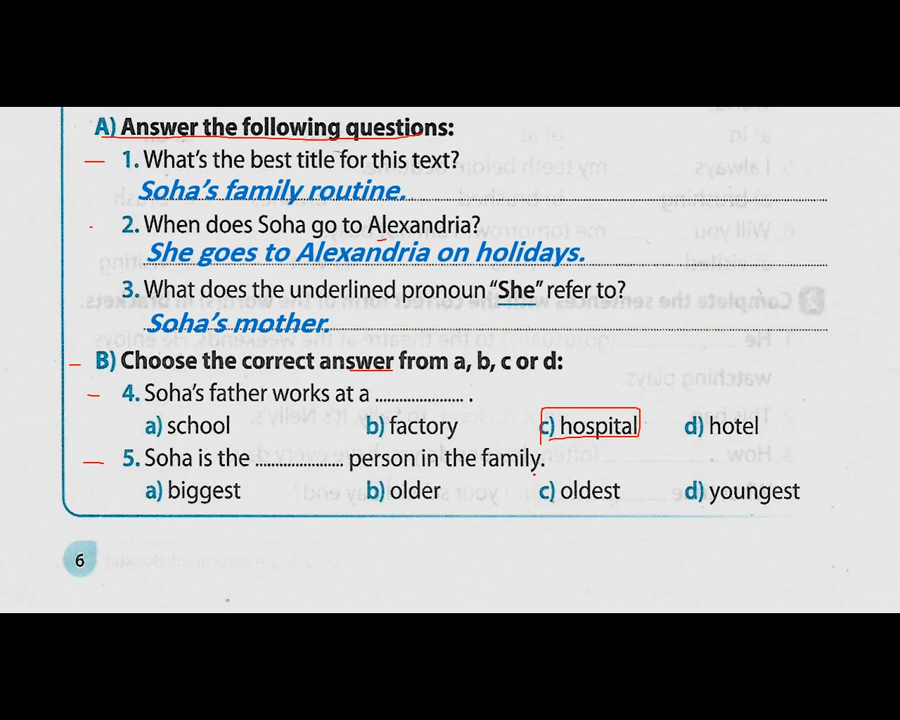 A) Answer the following questions:
1. What's the best title for this text?
Soha's family routine.
2. When does Soha go to Alexandria?
She goes to Alexandria on holidays.
3. What does the underlined pronoun "She" refer to?
Soha's mother.
B) Choose the correct answer from a, b, c or d:
4. Soha's father works at a .................... .
a) school b) factory c) hospital d) hotel
5. Soha is the .................... person in the family.
a) biggest b) older c) oldest d) youngest
6